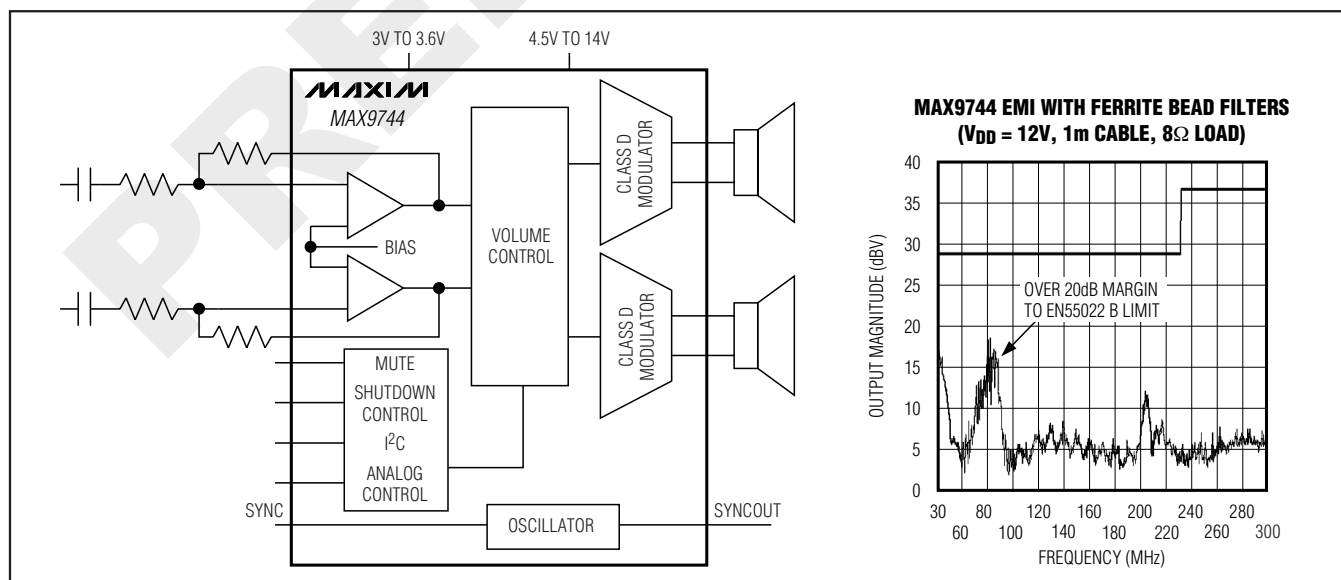 PRE
3V TO 3.6V
4.5V TO 14V
MAXIM
MAX9744
BIAS
VOLUME
CONTROL
CLASS D
MODULATOR
CLASS D
MODULATOR
MUTE
SHUTDOWN
CONTROL
I²C
ANALOG
CONTROL
SYNC
OSCILLATOR
SYNCOUT
MAX9744 EMI WITH FERRITE BEAD FILTERS
(VDD = 12V, 1m CABLE, 8Ω LOAD)
OUTPUT MAGNITUDE (dBV)
40
35
30
25
20
15
10
5
0
OVER 20dB MARGIN
TO EN55022 B LIMIT
30 80 120 160 200 240 280
60 100 140 180 220 260 300
FREQUENCY (MHz)